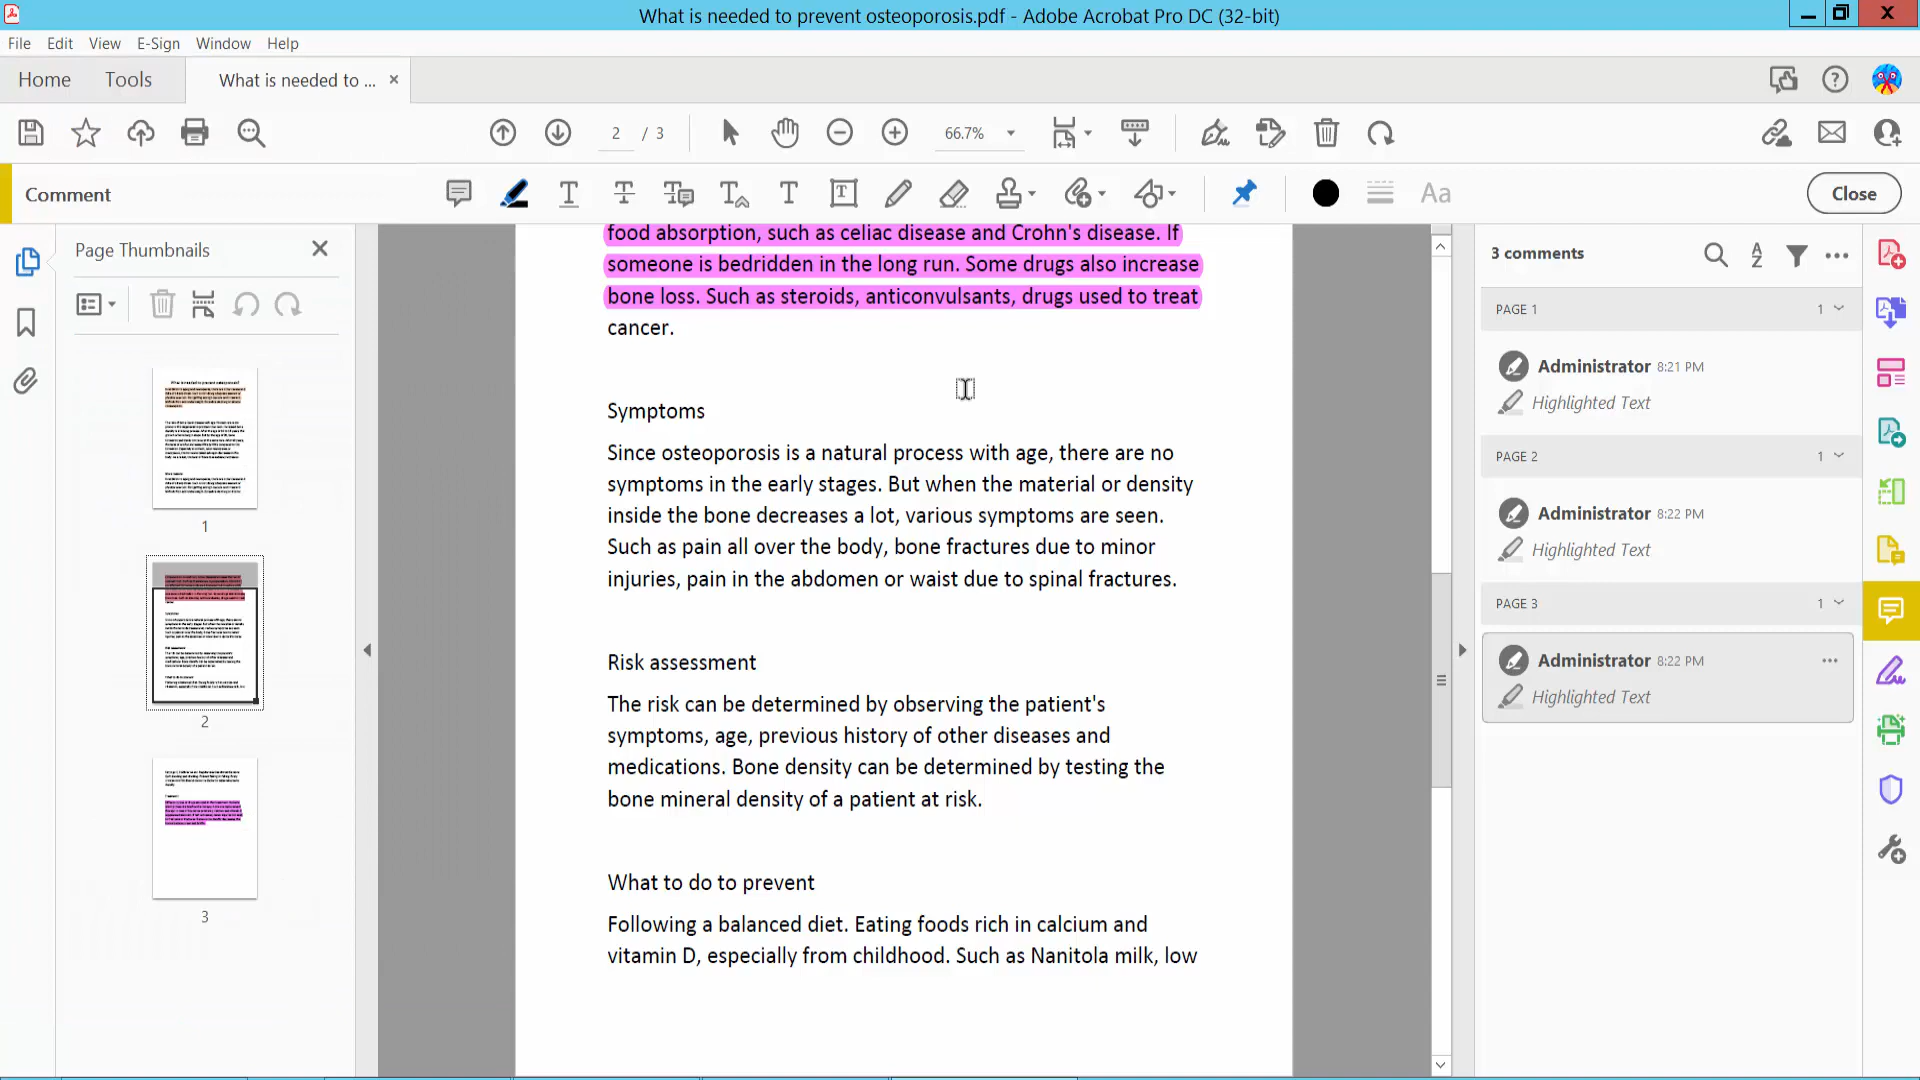 What is needed to prevent osteoporosis.pdf - Adobe Acrobat Pro DC (32-bit)
File Edit View E-Sign Window Help
Home Tools What is needed to ... ×
2 / 3 66.7%
Comment
Aa
Close
Page Thumbnails
1
2
3
food absorption, such as celiac disease and Crohn's disease. If
someone is bedridden in the long run. Some drugs also increase
bone loss. Such as steroids, anticonvulsants, drugs used to treat
cancer.
Symptoms
Since osteoporosis is a natural process with age, there are no
symptoms in the early stages. But when the material or density
inside the bone decreases a lot, various symptoms are seen.
Such as pain all over the body, bone fractures due to minor
injuries, pain in the abdomen or waist due to spinal fractures.
Risk assessment
The risk can be determined by observing the patient's
symptoms, age, previous history of other diseases and
medications. Bone density can be determined by testing the
bone mineral density of a patient at risk.
What to do to prevent
Following a balanced diet. Eating foods rich in calcium and
vitamin D, especially from childhood. Such as Nanitola milk, low
3 comments
PAGE 1 1
Administrator 8:21 PM
Highlighted Text
PAGE 2 1
Administrator 8:22 PM
Highlighted Text
PAGE 3 1
Administrator 8:22 PM
Highlighted Text